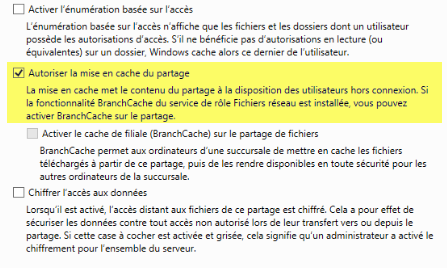 Activer l'énumération basée sur l'accès
L'énumération basée sur l'accès n'affiche que les fichiers et les dossiers dont un utilisateur
possède les autorisations d'accès. S'il ne bénéficie pas d'autorisations en lecture (ou
équivalentes) sur un dossier, Windows cache alors ce dernier de l'utilisateur.
Autoriser la mise en cache du partage
La mise en cache met le contenu du partage à la disposition des utilisateurs hors connexion. Si
la fonctionnalité BranchCache du service de rôle Fichiers réseau est installée, vous pouvez
activer BranchCache sur le partage.
Activer le cache de filiale (BranchCache) sur le partage de fichiers
BranchCache permet aux ordinateurs d'une succursale de mettre en cache les fichiers
téléchargés à partir de ce partage, puis de les rendre disponibles en toute sécurité pour les
autres ordinateurs de la succursale.
Chiffrer l'accès aux données
Lorsqu'il est activé, l'accès distant aux fichiers de ce partage est chiffré. Cela a pour effet de
sécuriser les données contre tout accès non autorisé lors de leur transfert vers ou depuis le
partage. Si cette case à cocher est activée et grisée, cela signifie qu'un administrateur a activé le
chiffrement pour l'ensemble du serveur.